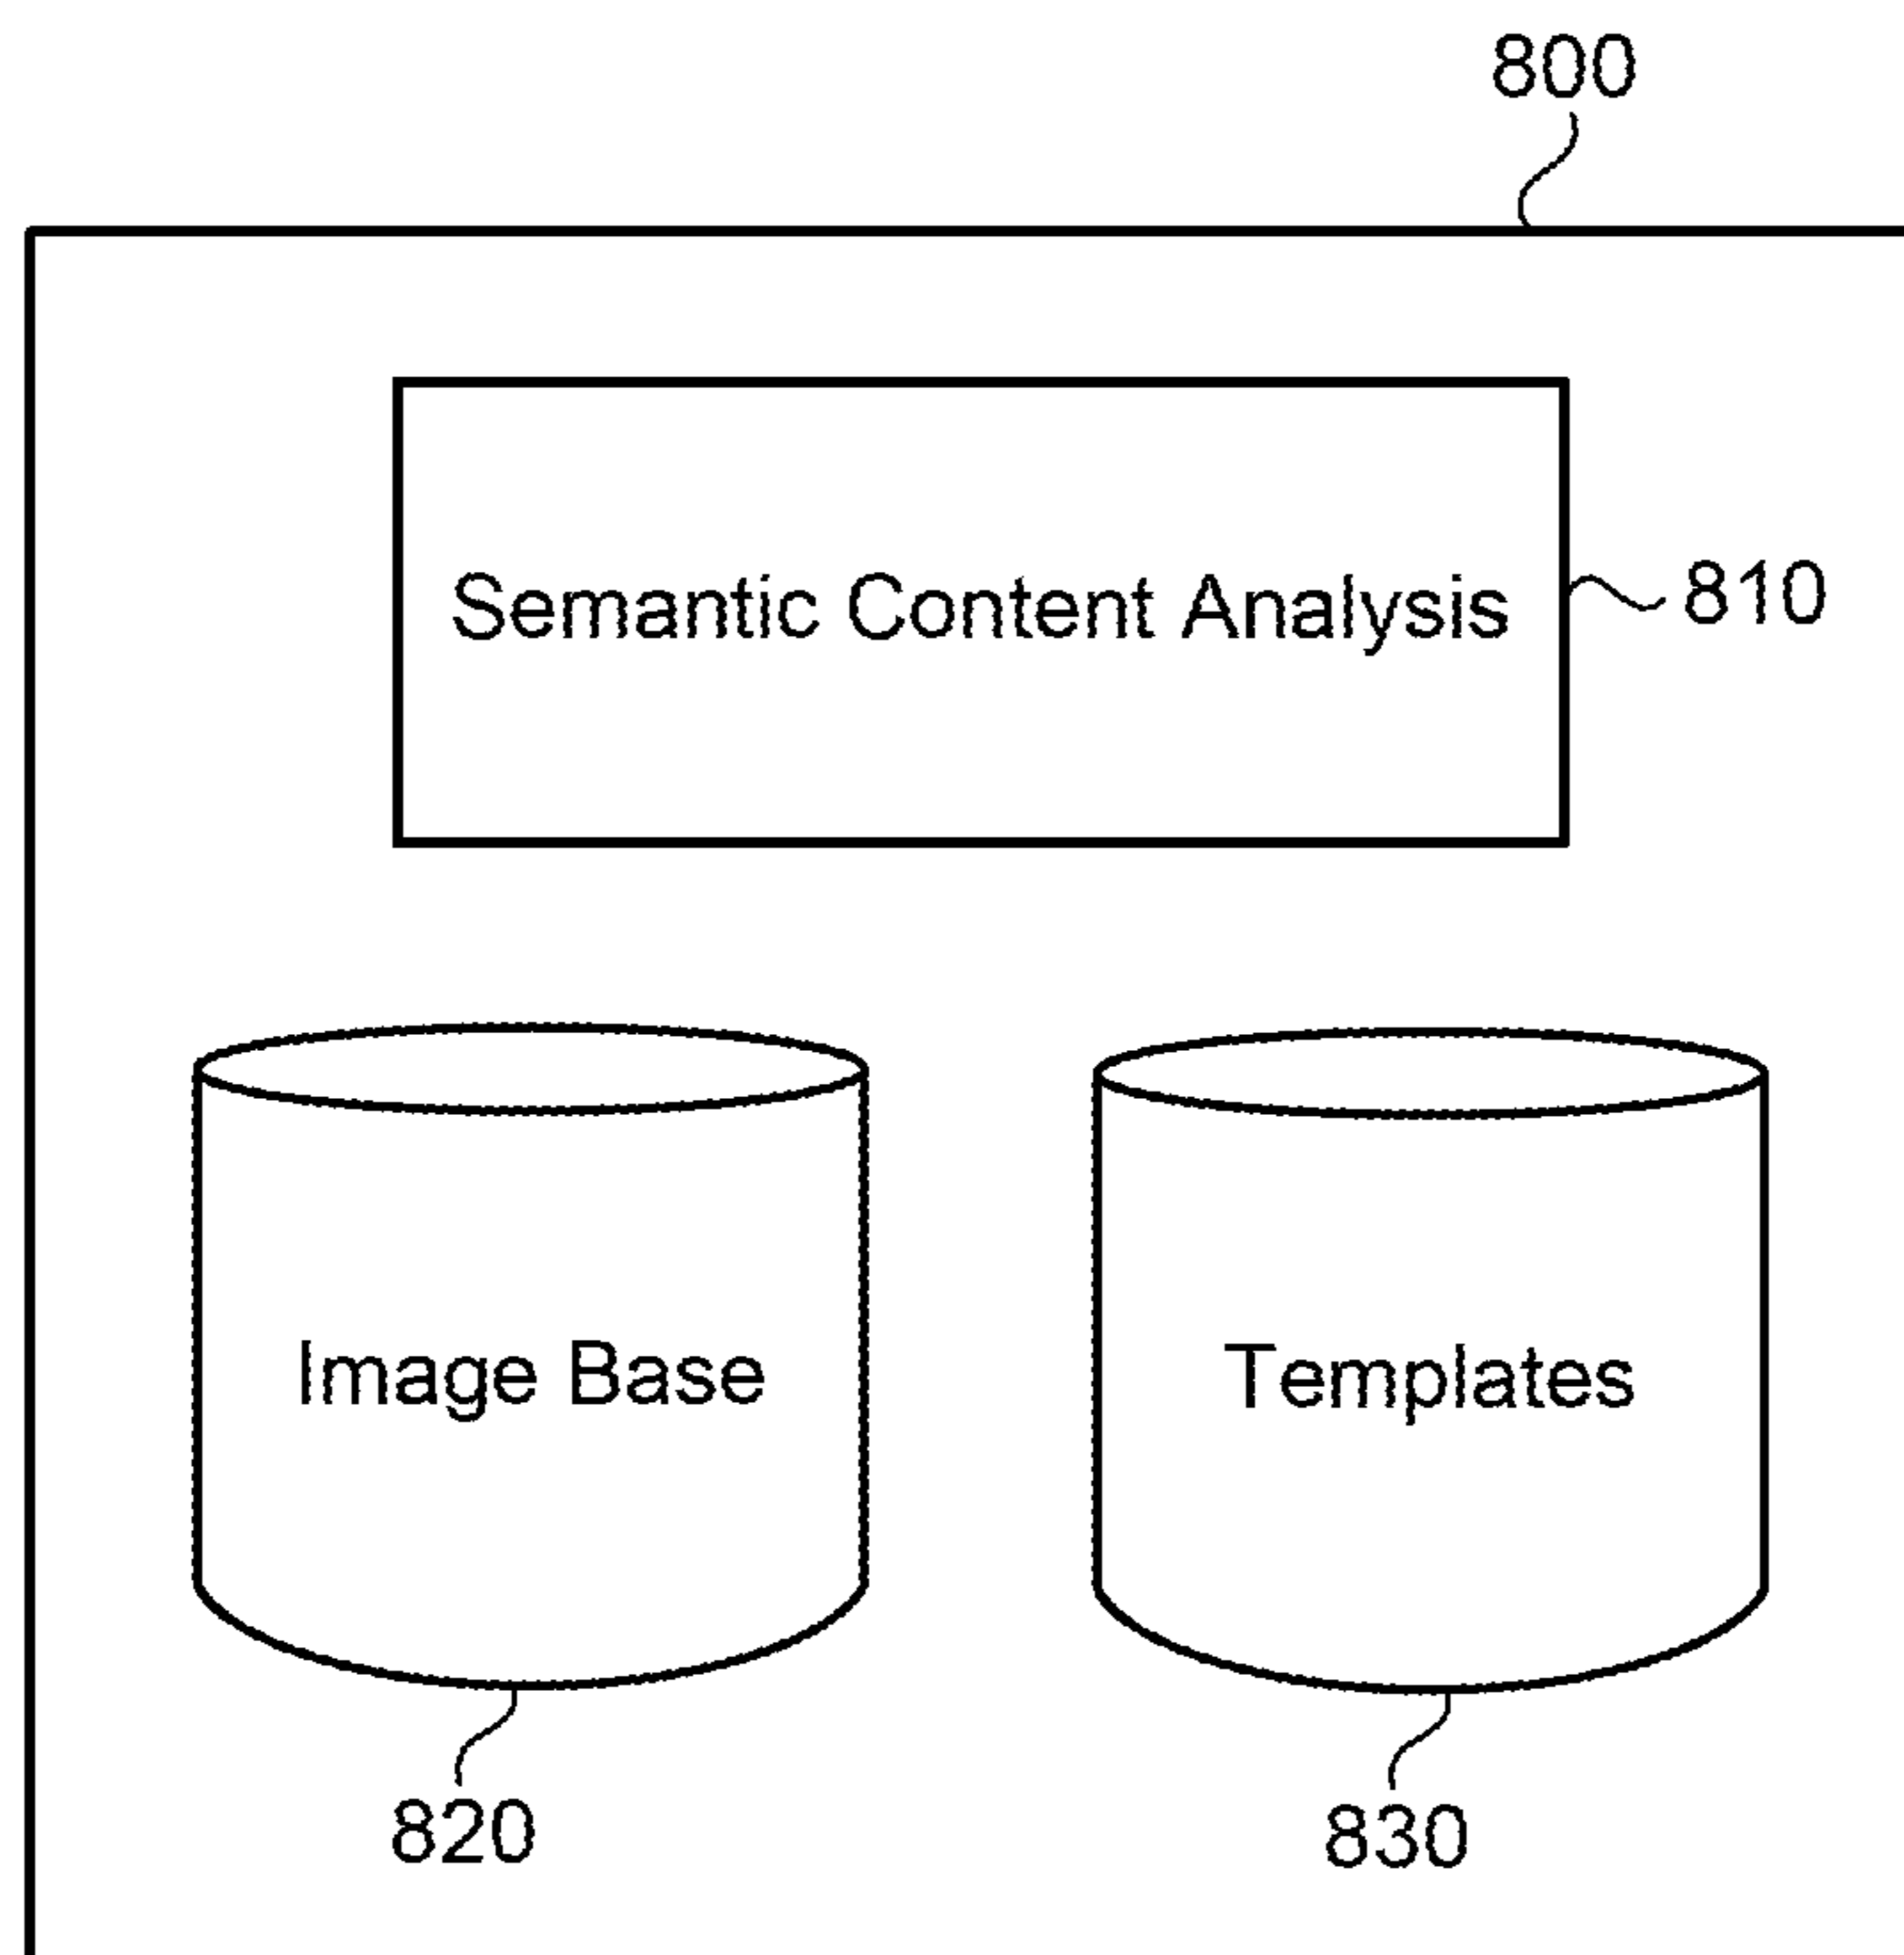 800
Semantic Content Analysis
810
Image Base
Templates
820
830